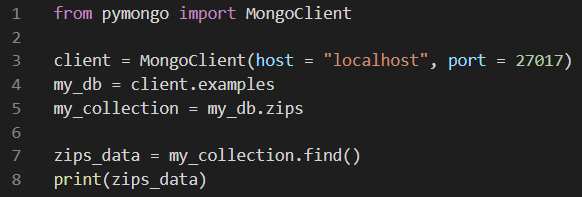 1 from pymongo import MongoClient
2
3 client = MongoClient(host = "localhost", port = 27017)
4 my_db = client.examples
5 my_collection = my_db.zips
6
7 zips_data = my_collection.find()
8 print(zips_data)